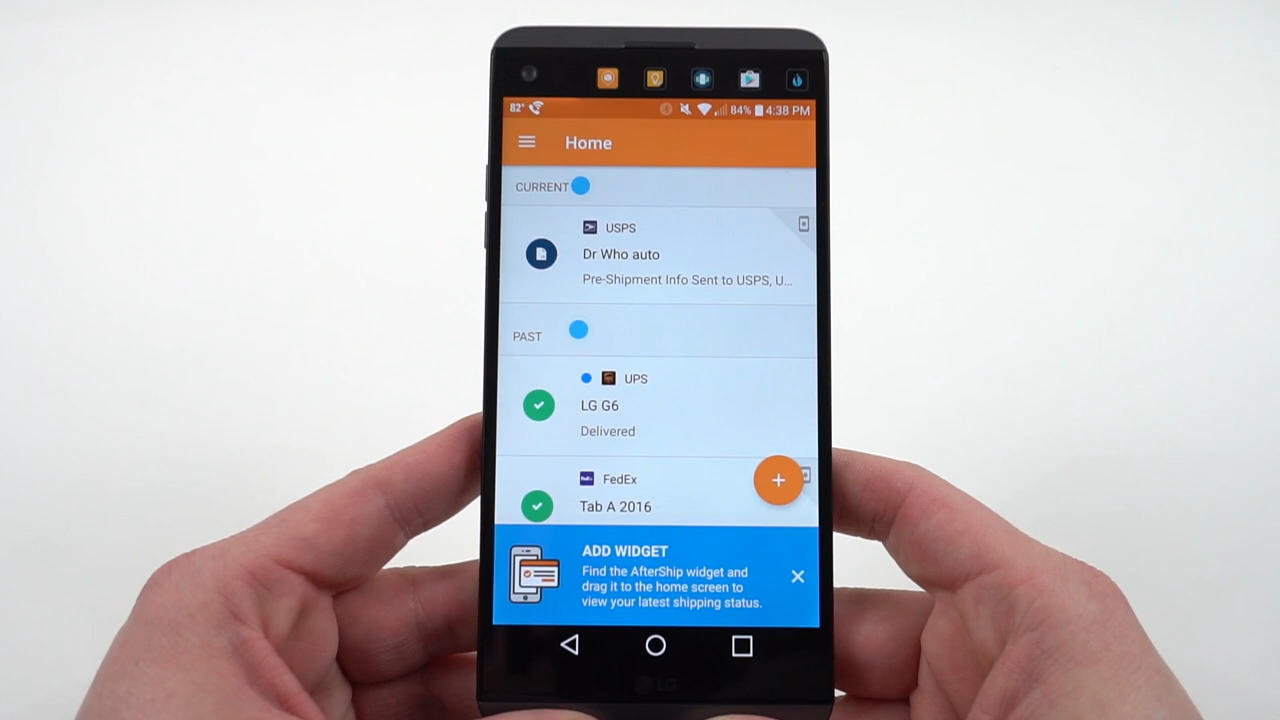 82°
84% 4:38 PM
Home
CURRENT
USPS
Dr Who auto
Pre-Shipment Info Sent to USPS, U...
PAST
UPS
LG G6
Delivered
FedEx
Tab A 2016
+
ADD WIDGET
Find the AfterShip widget and
drag it to the home screen to
view your latest shipping status.
LG